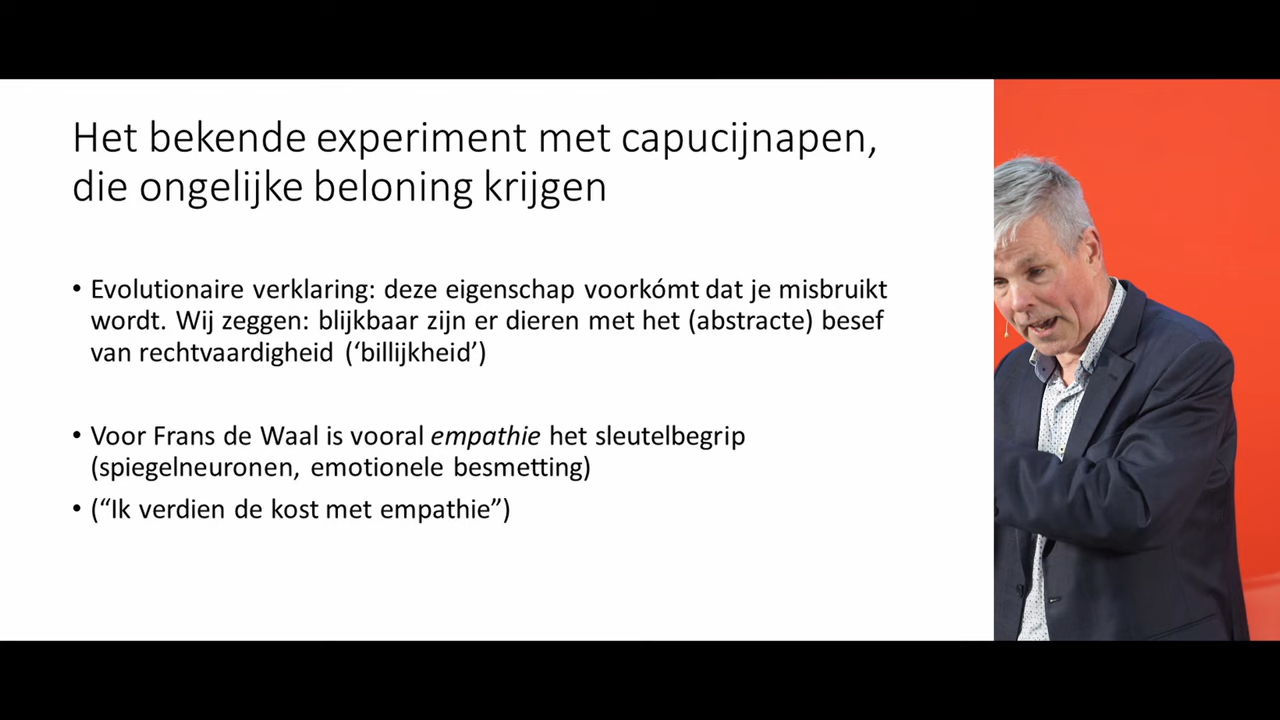 Het bekende experiment met capucijnapen,
die ongelijke beloning krijgen
• Evolutionaire verklaring: deze eigenschap voorkómt dat je misbruikt
wordt. Wij zeggen: blijkbaar zijn er dieren met het (abstracte) besef
van rechtvaardigheid (‘billijkheid’)
• Voor Frans de Waal is vooral empathie het sleutelbegrip
(spiegelneuronen, emotionele besmetting)
• (“Ik verdien de kost met empathie”)